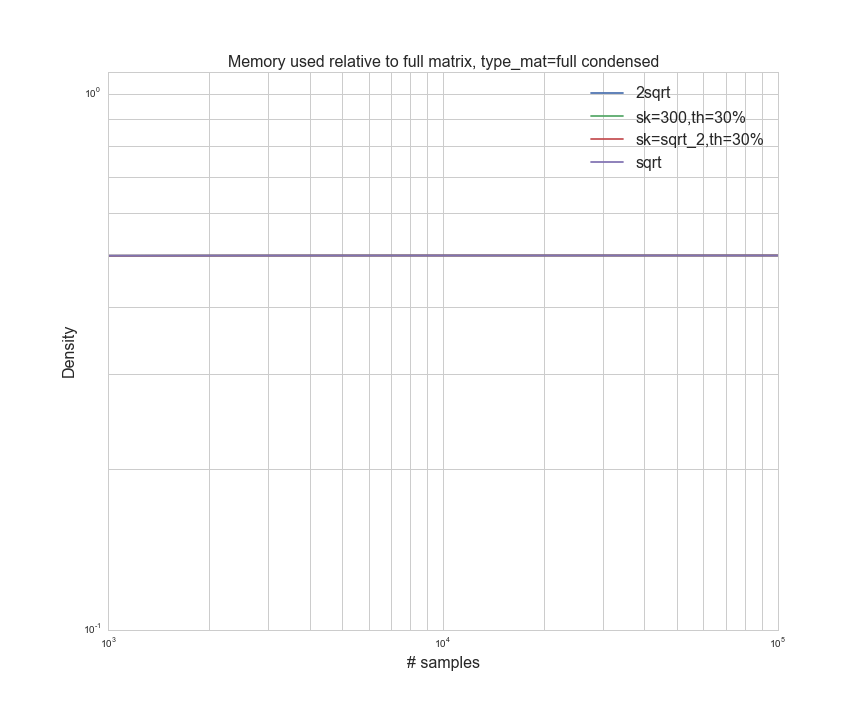 Memory used relative to full matrix, type_mat=full condensed
10⁰
2sqrt
sk=300,th=30%
sk=sqrt_2,th=30%
sqrt
Density
10⁻¹
10³
10⁴
10⁵
# samples